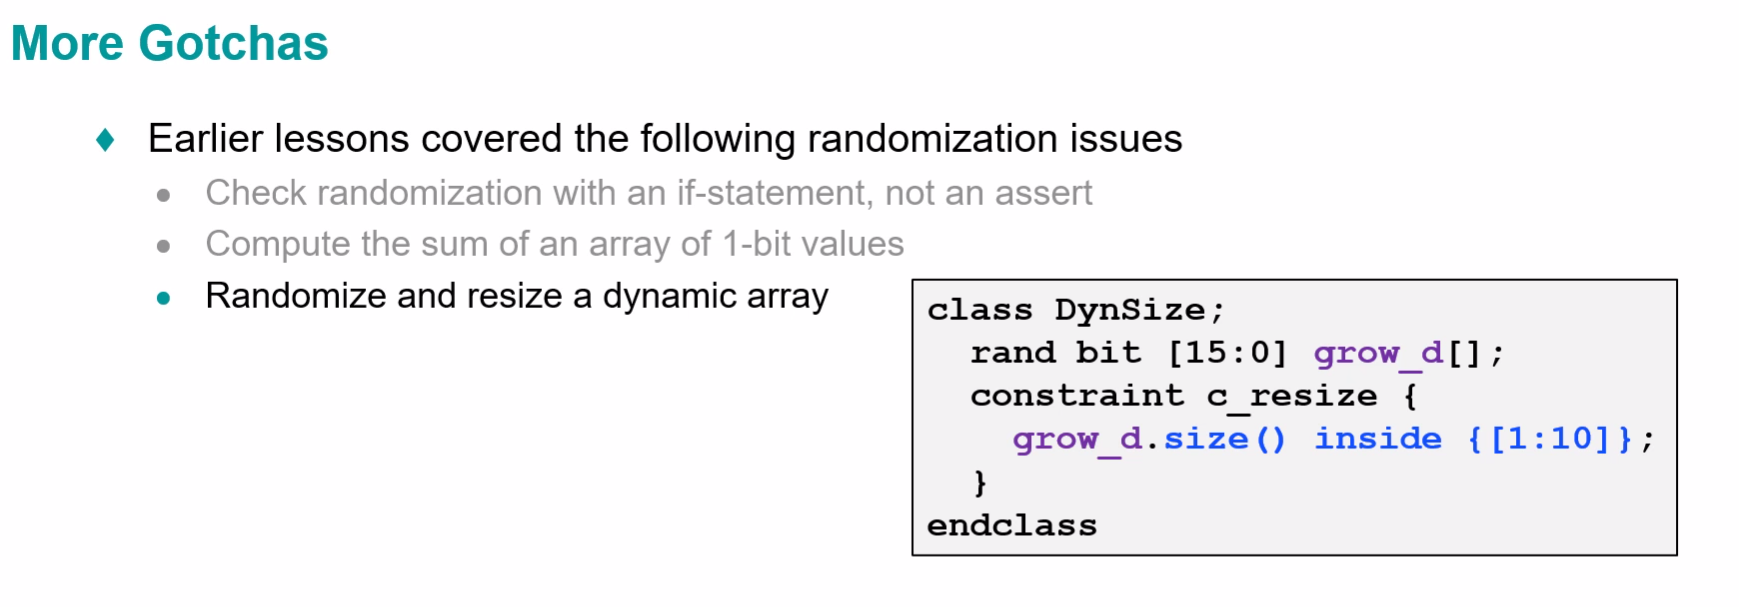 More Gotchas
Earlier lessons covered the following randomization issues
Check randomization with an if-statement, not an assert
Compute the sum of an array of 1-bit values
Randomize and resize a dynamic array
class DynSize;
  rand bit [15:0] grow_d[];
  constraint c_resize {
    grow_d.size() inside {[1:10]};
  }
endclass